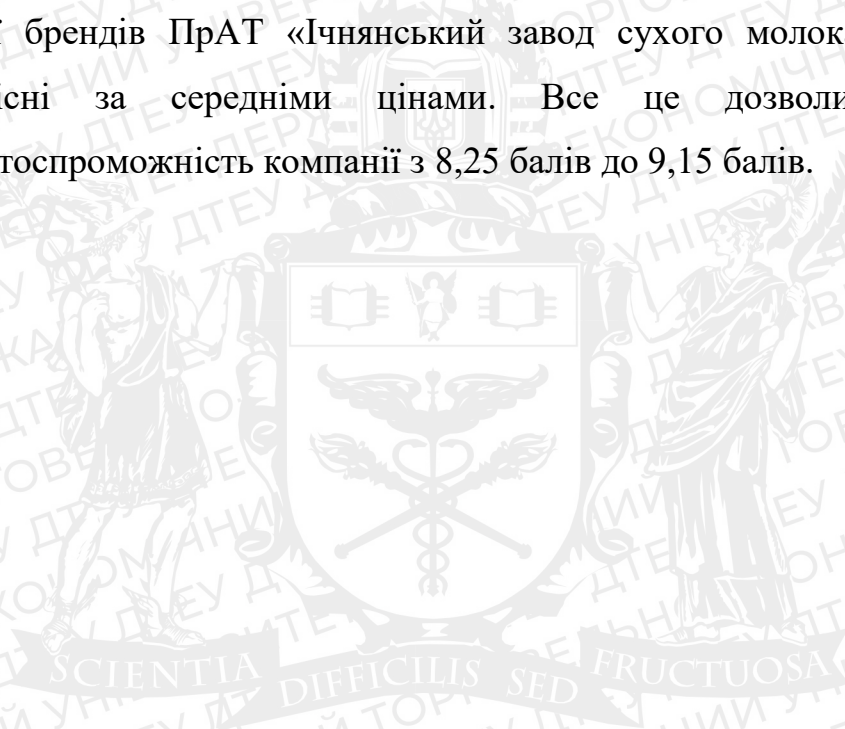 ї брендів ПрАТ «Ічнянський завод сухого молок
існі за середніми цінами. Все це дозволи
тоспроможність компанії з 8,25 балів до 9,15 балів.
SCIENTIA DIFFICILIS SED FRUCTUOSA